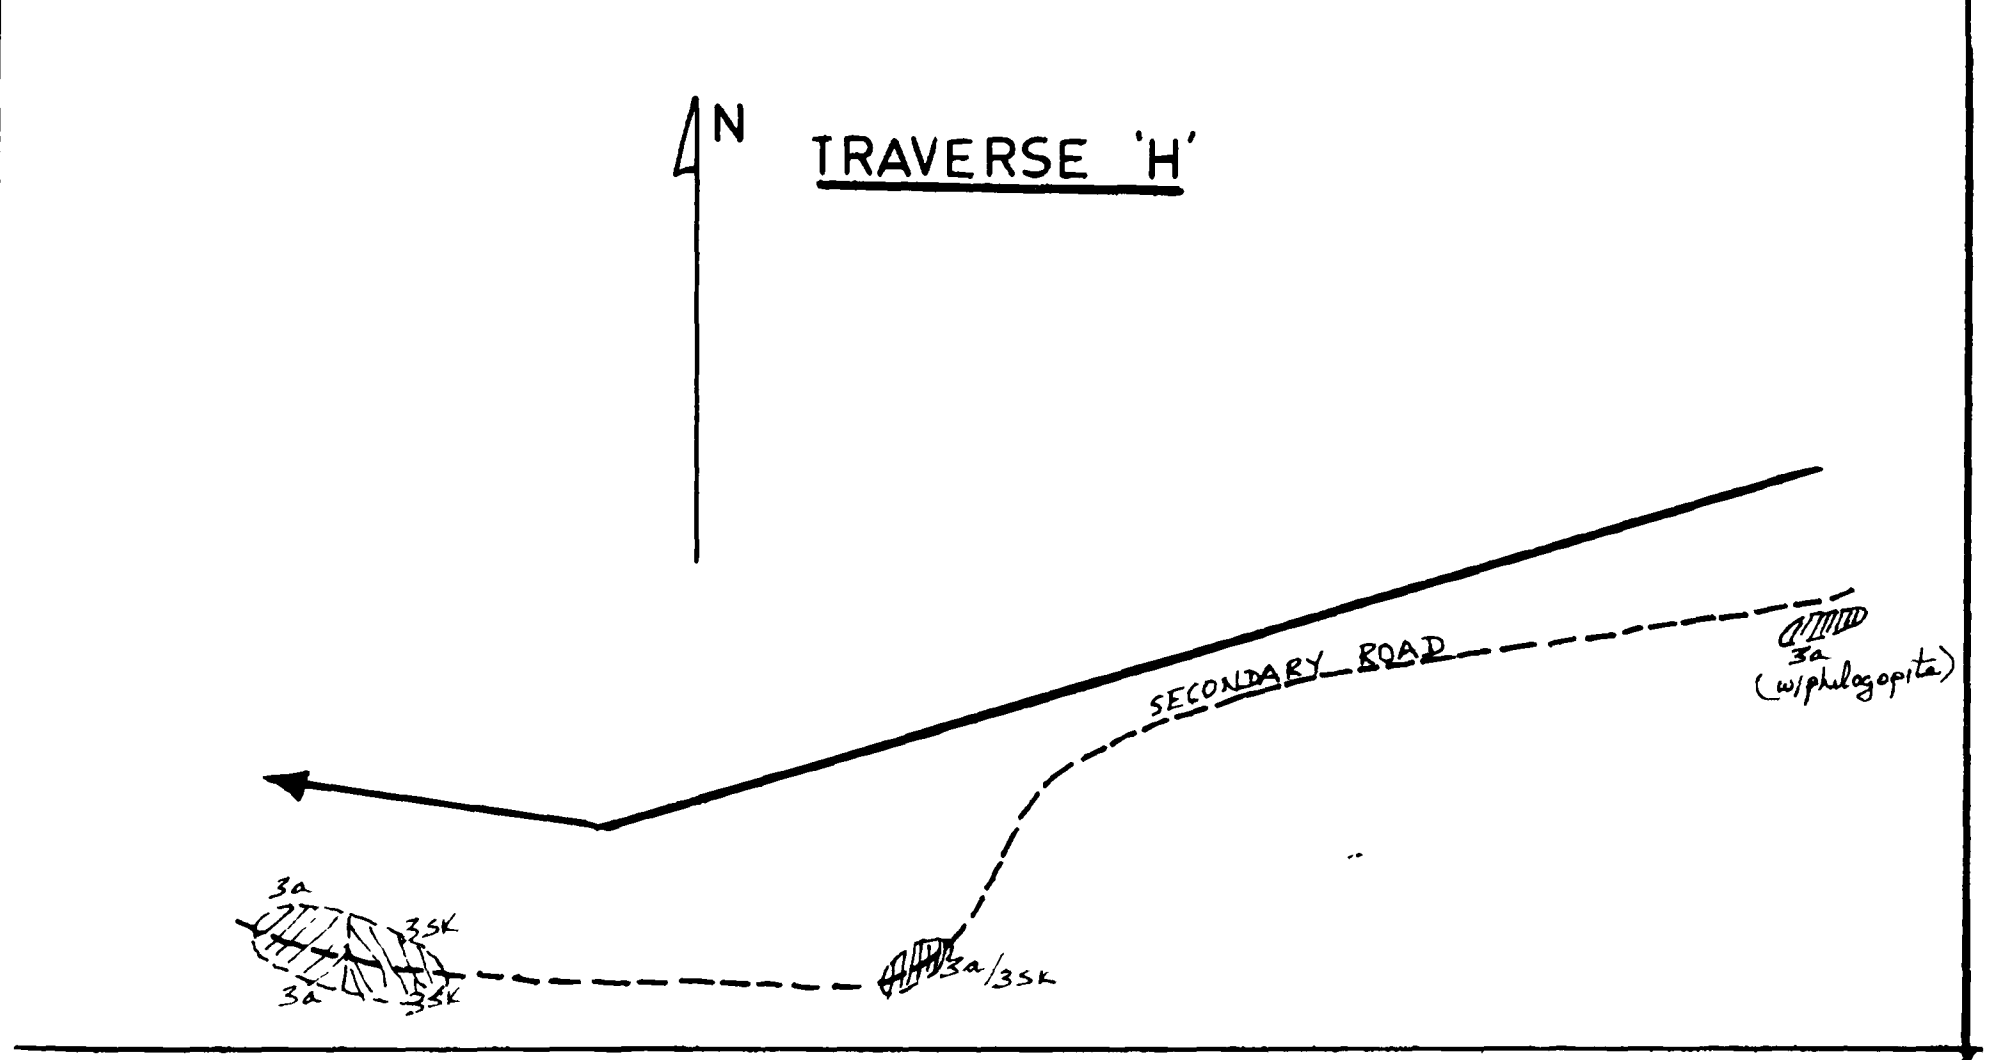 N
TRAVERSE 'H'
SECONDARY ROAD
3a
(w/phlogopite)
3a
3SK
3a
3SK
3a/3SK